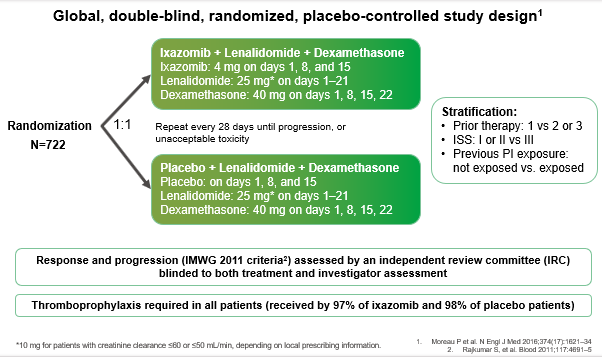 Global, double-blind, randomized, placebo-controlled study design1
Ixazomib + Lenalidomide + Dexamethasone
Ixazomib: 4 mg on days 1, 8, and 15
Lenalidomide: 25 mg* on days 1–21
Dexamethasone: 40 mg on days 1, 8, 15, 22
Randomization
N=722
1:1
Repeat every 28 days until progression, or
unacceptable toxicity
Placebo + Lenalidomide + Dexamethasone
Placebo: on days 1, 8, and 15
Lenalidomide: 25 mg* on days 1–21
Dexamethasone: 40 mg on days 1, 8, 15, 22
Stratification:
• Prior therapy: 1 vs 2 or 3
• ISS: I or II vs III
• Previous PI exposure:
not exposed vs. exposed
Response and progression (IMWG 2011 criteria2) assessed by an independent review committee (IRC)
blinded to both treatment and investigator assessment
Thromboprophylaxis required in all patients (received by 97% of ixazomib and 98% of placebo patients)
*10 mg for patients with creatinine clearance ≤60 or ≤50 mL/min, depending on local prescribing information.
1. Moreau P et al. N Engl J Med 2016;374(17):1621–34
2. Rajkumar S, et al. Blood 2011;117:4691–5